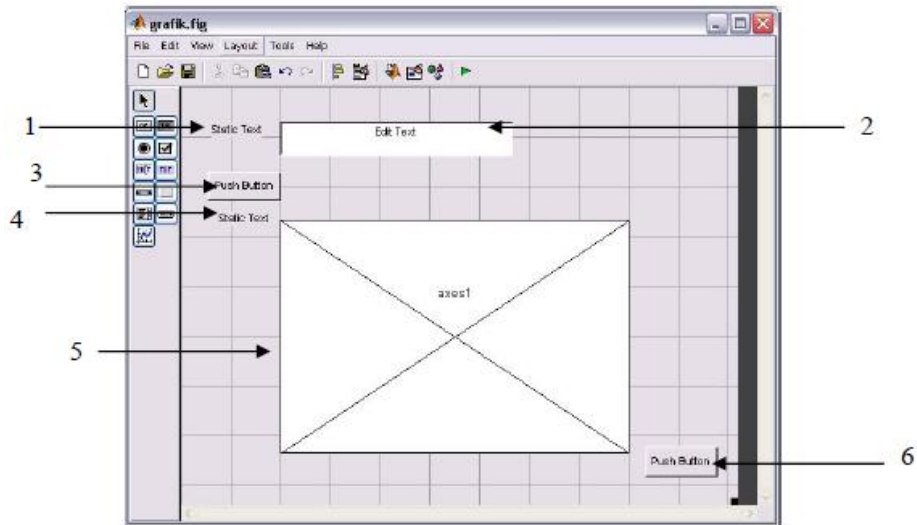 grafik.fig
File Edit View Layout Tools Help
1
Static Text
Edit Text
2
3
Push Button
4
Static Text
axes1
5
Push Button
6